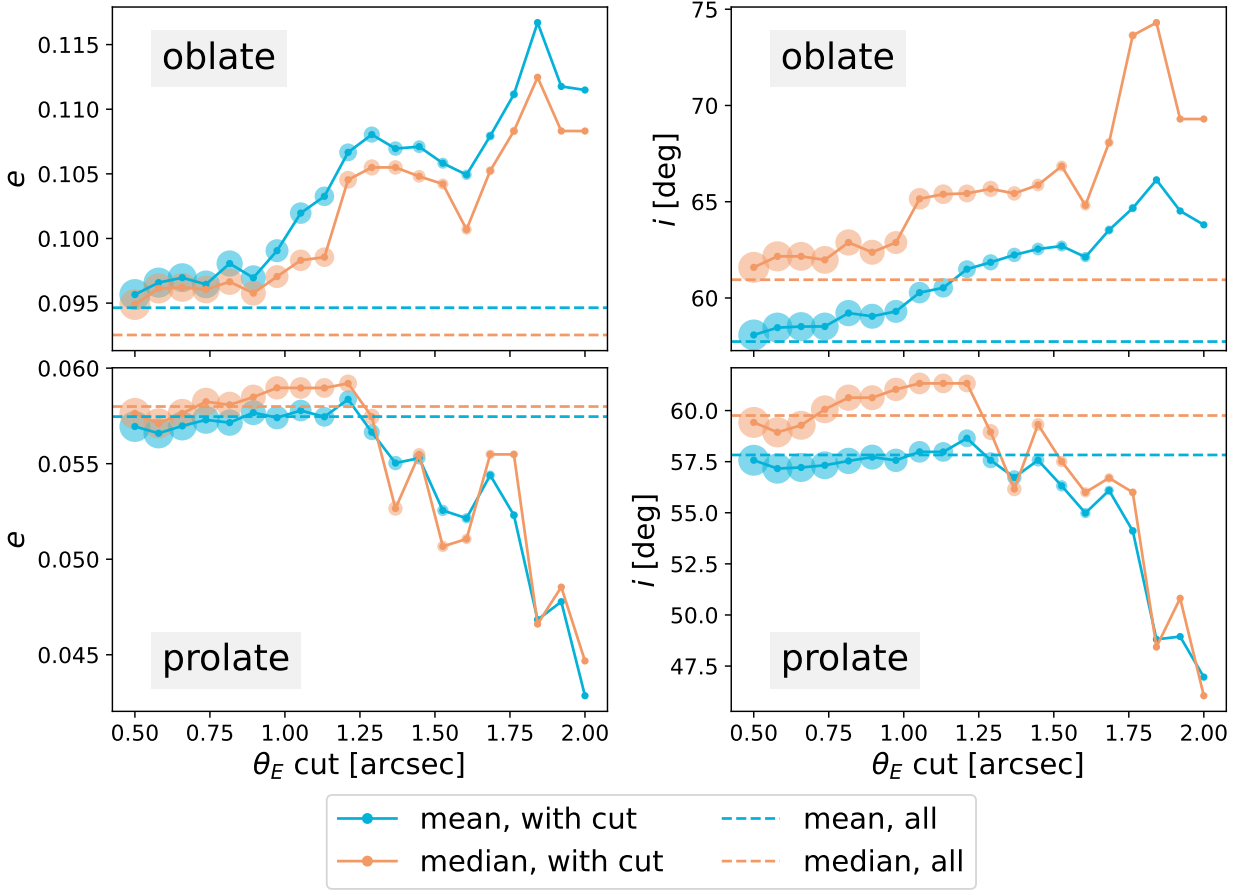 oblate
e
0.115
0.110
0.105
0.100
0.095
oblate
i [deg]
75
70
65
60
prolate
e
0.060
0.055
0.050
0.045
0.50 0.75 1.00 1.25 1.50 1.75 2.00
θ_E cut [arcsec]
prolate
i [deg]
60.0
57.5
55.0
52.5
50.0
47.5
0.50 0.75 1.00 1.25 1.50 1.75 2.00
θ_E cut [arcsec]
mean, with cut
median, with cut
mean, all
median, all